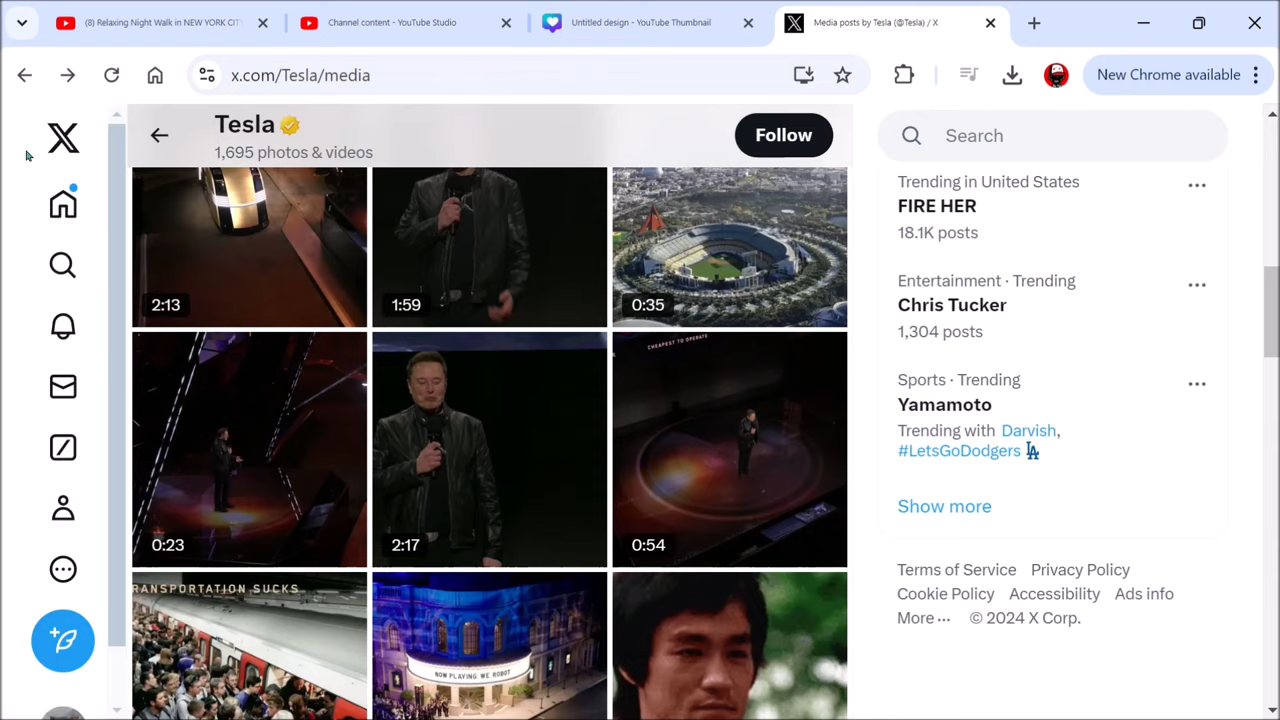 (8) Relaxing Night Walk in NEW YORK CIT
Channel content - YouTube Studio
Untitled design - YouTube Thumbnail
Media posts by Tesla (@Tesla) / X
x.com/Tesla/media
New Chrome available
Tesla
1,695 photos & videos
Follow
Search
2:13
1:59
0:35
0:23
2:17
CHEAPEST TO OPERATE
0:54
RANSPORTATION SUCKS
NOW PLAYING WE, ROBOT
Trending in United States
FIRE HER
18.1K posts
Entertainment · Trending
Chris Tucker
1,304 posts
Sports · Trending
Yamamoto
Trending with Darvish,
#LetsGoDodgers
Show more
Terms of Service Privacy Policy
Cookie Policy Accessibility Ads info
More ··· © 2024 X Corp.